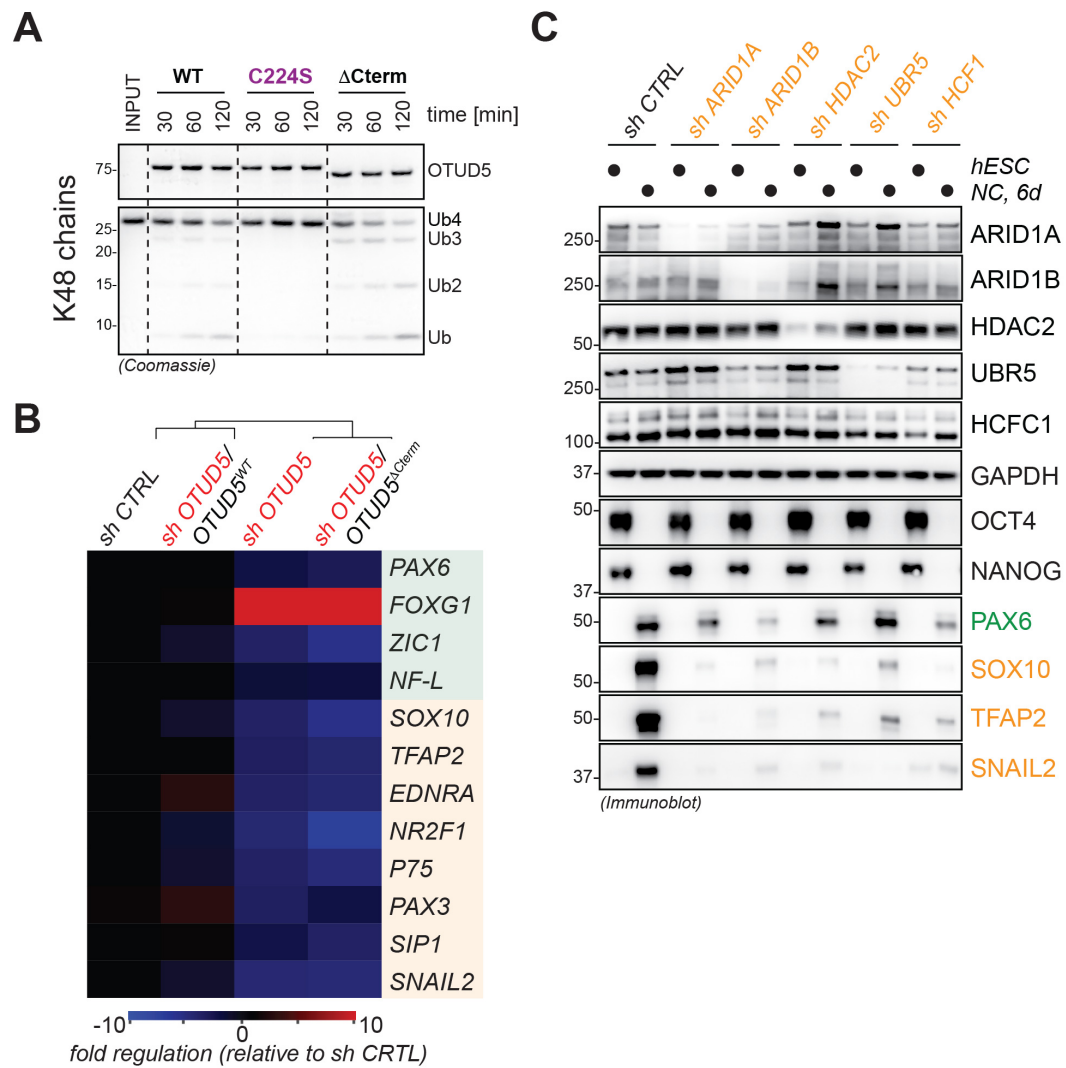 A
WT C224S ΔCterm
INPUT 30 60 120 30 60 120 30 60 120 time [min]
75- OTUD5
K48 chains
25- Ub4
Ub3
20-
15- Ub2
10-
Ub
(Coomassie)
B
sh CTRL
sh OTUD5/
OTUD5WT
sh OTUD5
sh OTUD5/
OTUD5ΔCterm
PAX6
FOXG1
ZIC1
NF-L
SOX10
TFAP2
EDNRA
NR2F1
P75
PAX3
SIP1
SNAIL2
-10 0 10
fold regulation (relative to sh CRTL)
C
sh CTRL
sh ARID1A
sh ARID1B
sh HDAC2
sh UBR5
sh HCF1
hESC
NC, 6d
250- ARID1A
250- ARID1B
HDAC2
50-
UBR5
250-
HCFC1
100-
37- GAPDH
50- OCT4
NANOG
37-
50- PAX6
SOX10
50-
50- TFAP2
SNAIL2
37-
(Immunoblot)